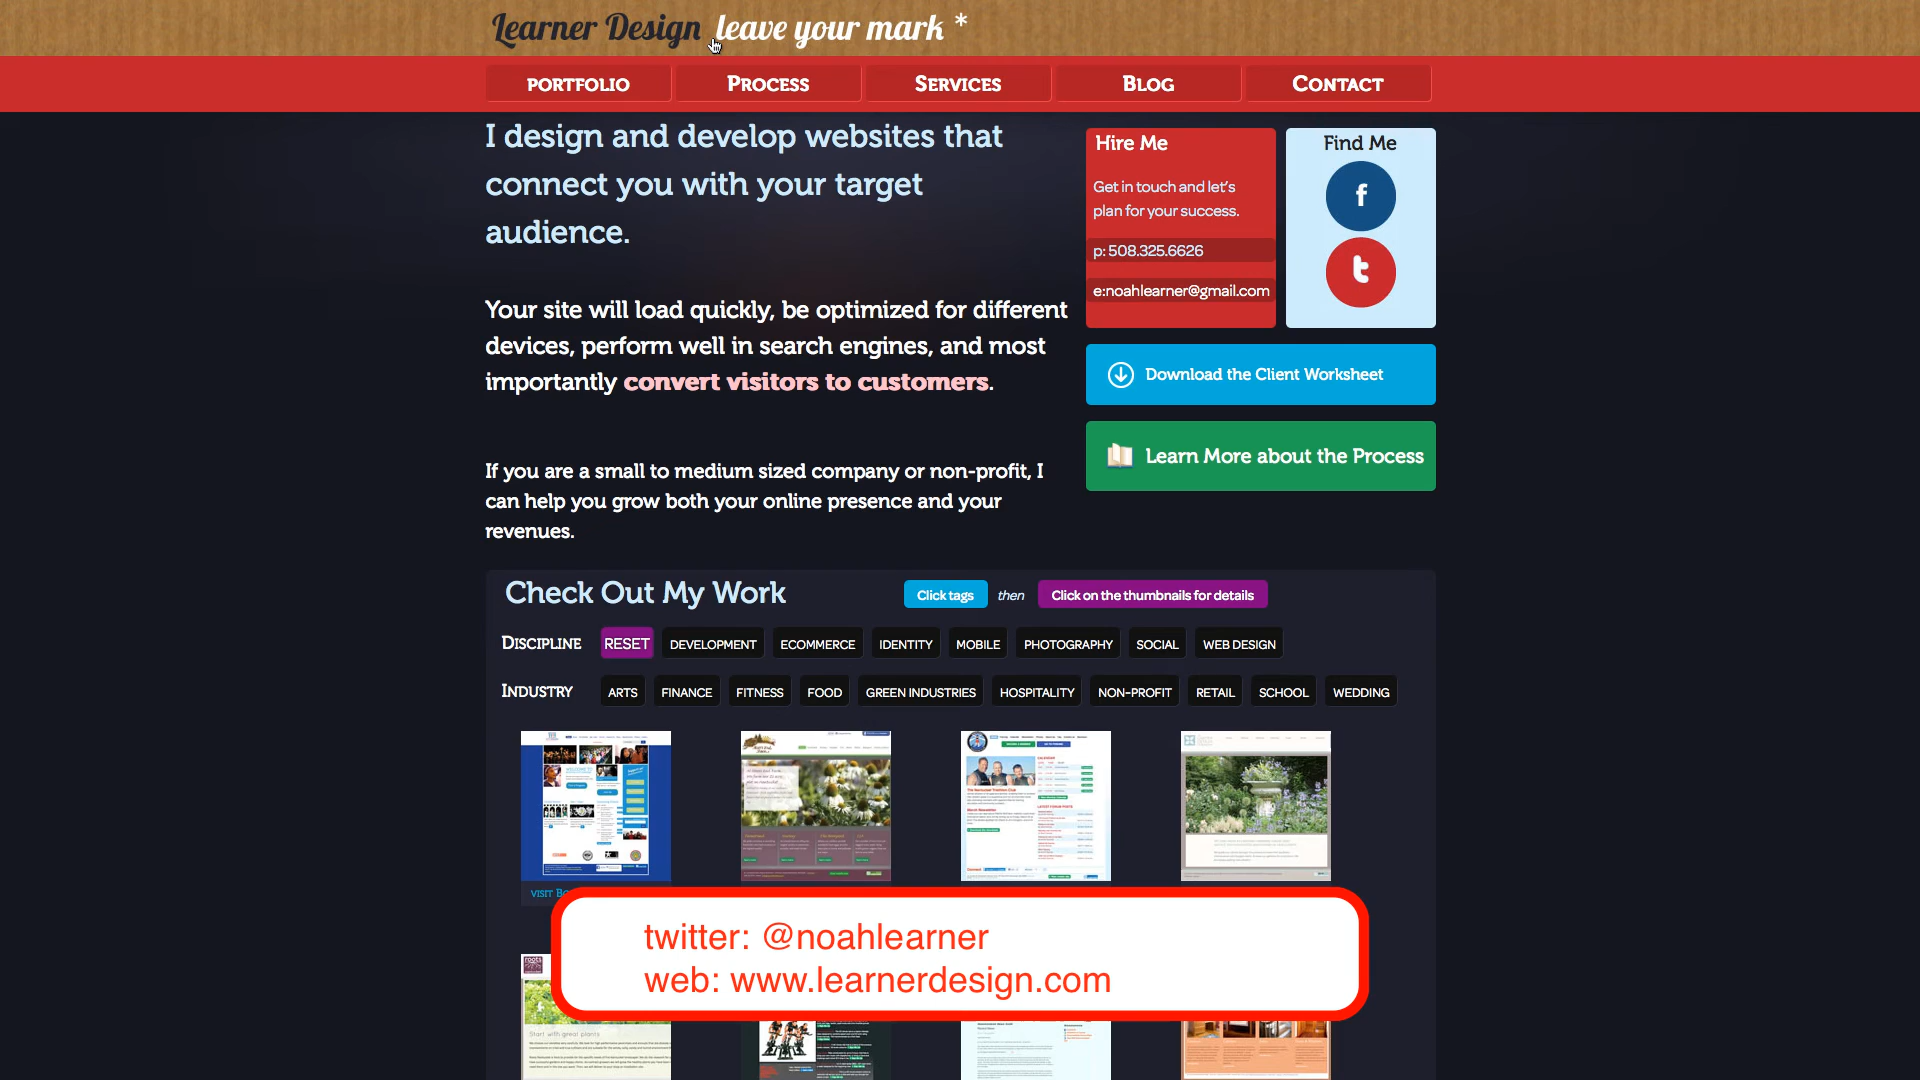 Learner Design leave your mark *
PORTFOLIO PROCESS SERVICES BLOG CONTACT
I design and develop websites that
connect you with your target
audience.
Your site will load quickly, be optimized for different
devices, perform well in search engines, and most
importantly convert visitors to customers.
If you are a small to medium sized company or non-profit, I
can help you grow both your online presence and your
revenues.
Hire Me
Get in touch and let's
plan for your success.
p: 508.325.6626
e:noahlearner@gmail.com
Find Me
f
t
Download the Client Worksheet
Learn More about the Process
Check Out My Work Click tags then Click on the thumbnails for details
DISCIPLINE RESET DEVELOPMENT ECOMMERCE IDENTITY MOBILE PHOTOGRAPHY SOCIAL WEB DESIGN
INDUSTRY ARTS FINANCE FITNESS FOOD GREEN INDUSTRIES HOSPITALITY NON-PROFIT RETAIL SCHOOL WEDDING
VISIT
twitter: @noahlearner
web: www.learnerdesign.com
roots
Start with great plants